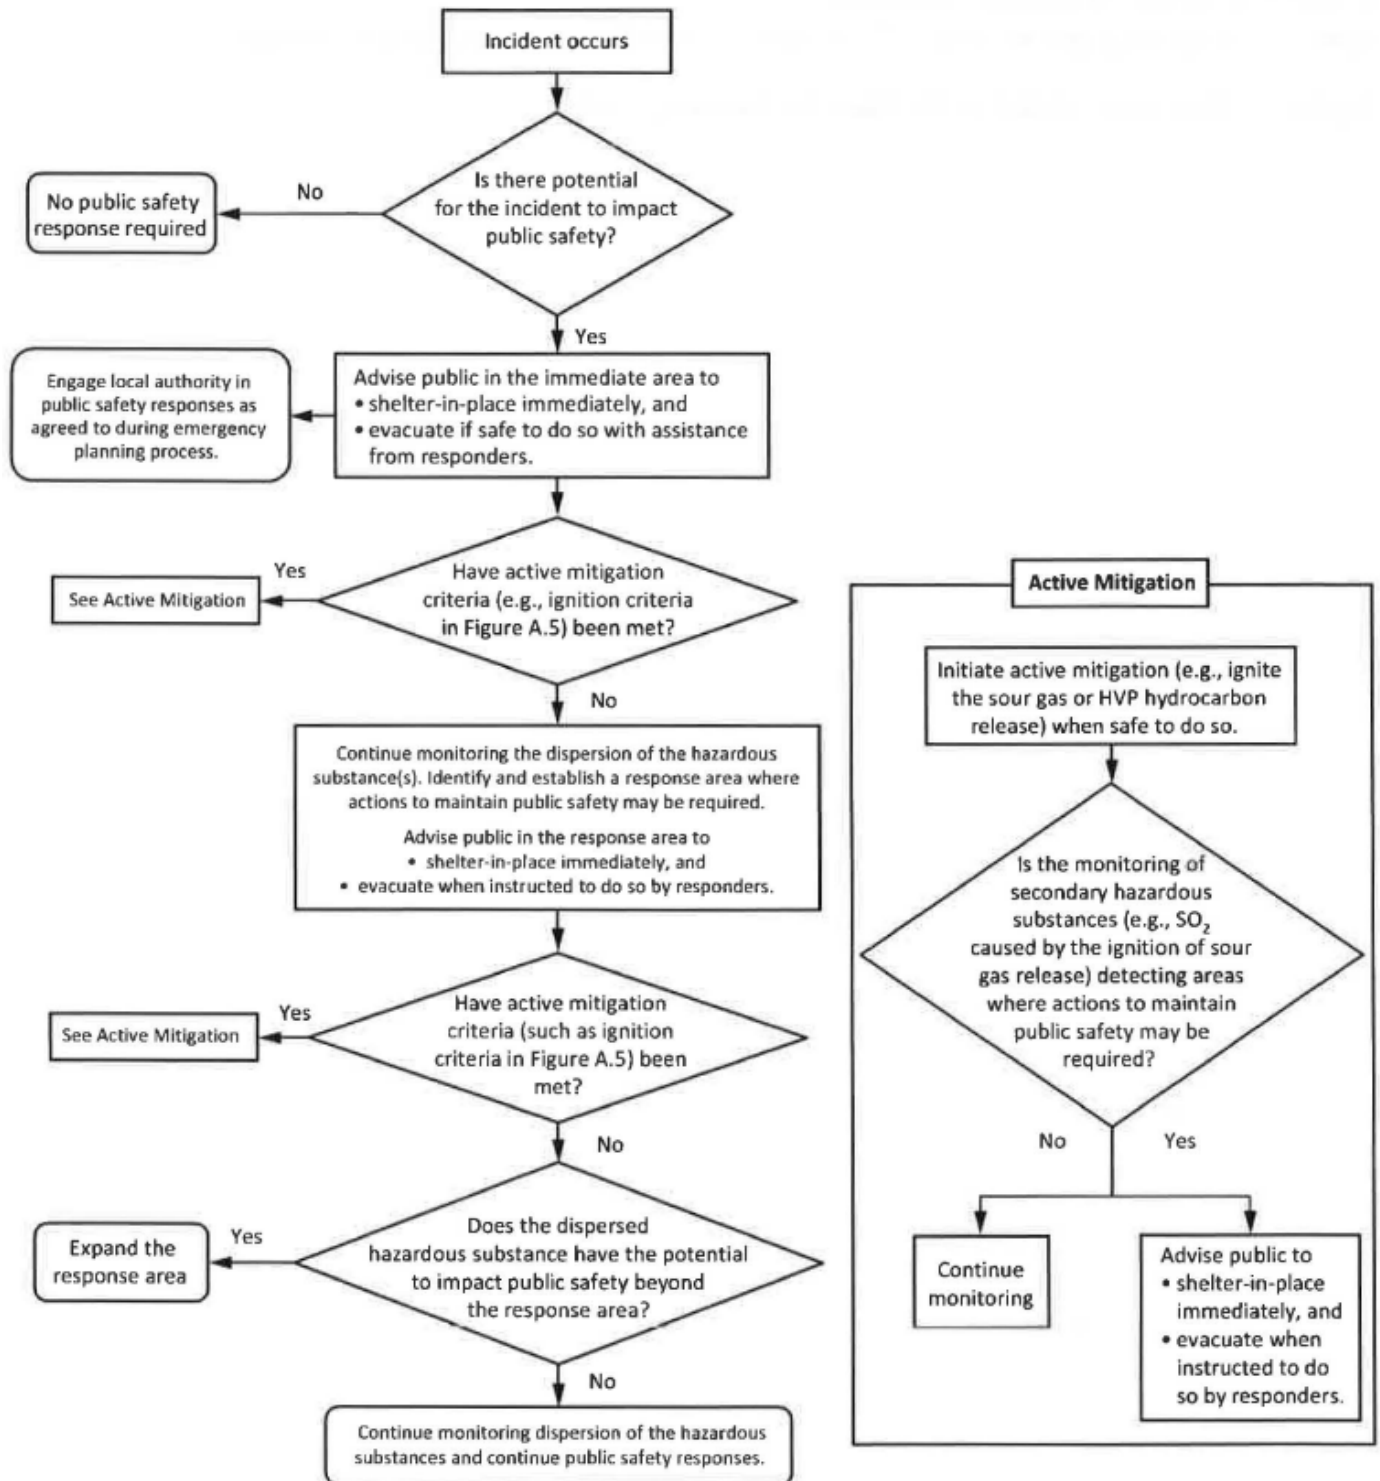 Incident occurs
Is there potential
for the incident to impact
public safety?
No
No public safety
response required
Yes
Advise public in the immediate area to
• shelter-in-place immediately, and
• evacuate if safe to do so with assistance
from responders.
Engage local authority in
public safety responses as
agreed to during emergency
planning process.
Have active mitigation
criteria (e.g., ignition criteria
in Figure A.5) been met?
Yes
See Active Mitigation
No
Continue monitoring the dispersion of the hazardous
substance(s). Identify and establish a response area where
actions to maintain public safety may be required.
Advise public in the response area to
• shelter-in-place immediately, and
• evacuate when instructed to do so by responders.
Have active mitigation
criteria (such as ignition
criteria in Figure A.5) been
met?
Yes
See Active Mitigation
No
Does the dispersed
hazardous substance have the potential
to impact public safety beyond
the response area?
Yes
Expand the
response area
No
Continue monitoring dispersion of the hazardous
substances and continue public safety responses.
Active Mitigation
Initiate active mitigation (e.g., ignite
the sour gas or HVP hydrocarbon
release) when safe to do so.
Is the monitoring of
secondary hazardous
substances (e.g., SO₂
caused by the ignition of sour
gas release) detecting areas
where actions to maintain
public safety may be
required?
No
Yes
Continue
monitoring
Advise public to
• shelter-in-place
immediately, and
• evacuate when
instructed to do
so by responders.